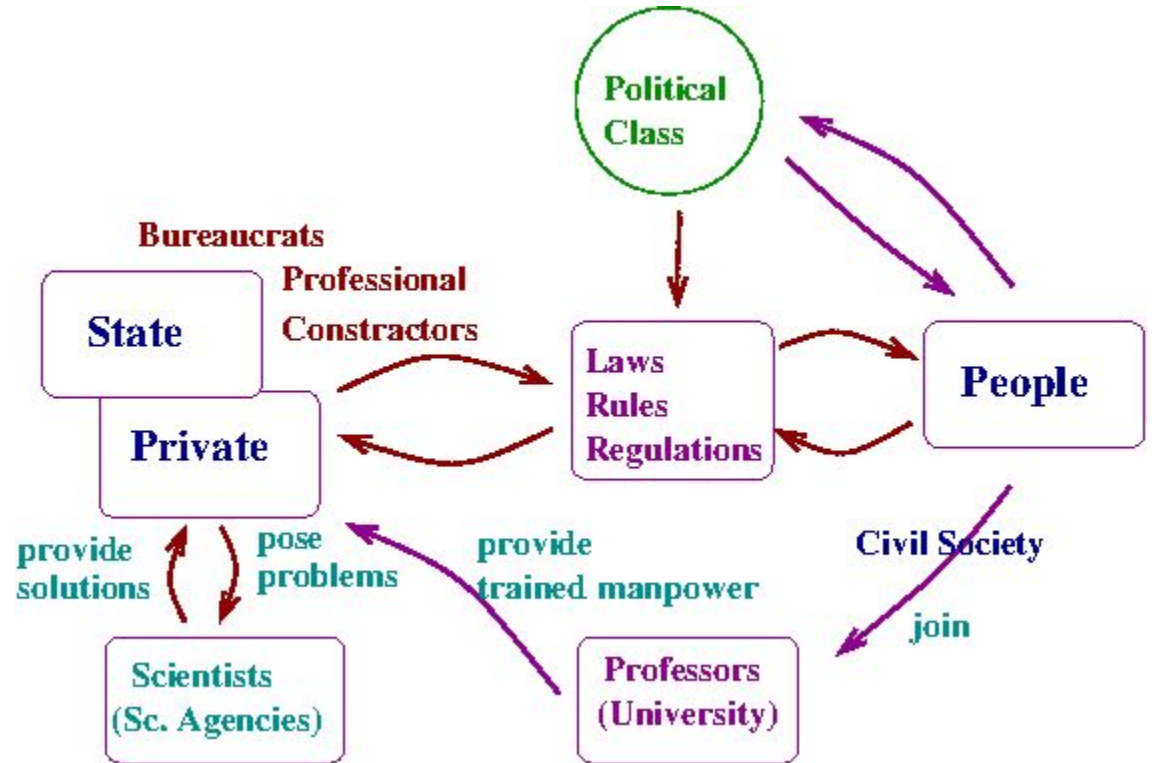 Political
Class
Bureaucrats
Professional
Constractors
State
Private
Laws
Rules
Regulations
People
provide
solutions
pose
problems
provide
trained manpower
Civil Society
join
Scientists
(Sc. Agencies)
Professors
(University)